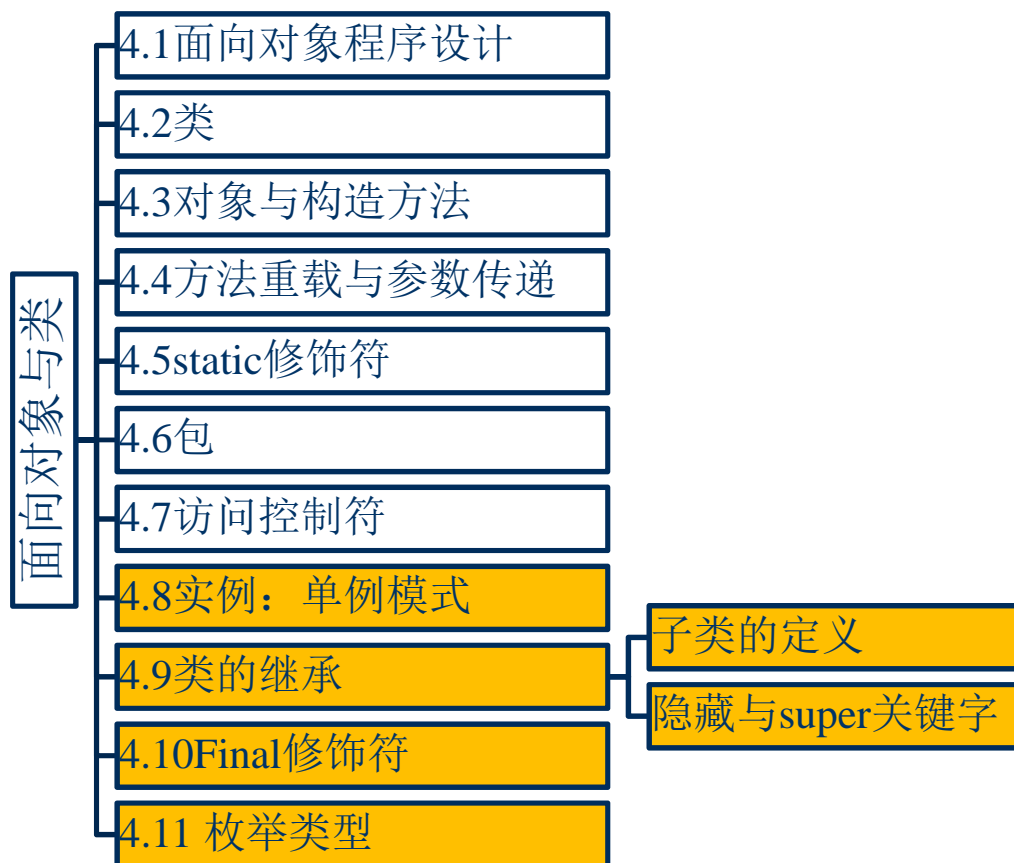 面向对象与类
4.1面向对象程序设计
4.2类
4.3对象与构造方法
4.4方法重载与参数传递
4.5static修饰符
4.6包
4.7访问控制符
4.8实例：单例模式
4.9类的继承
子类的定义
隐藏与super关键字
4.10Final修饰符
4.11 枚举类型